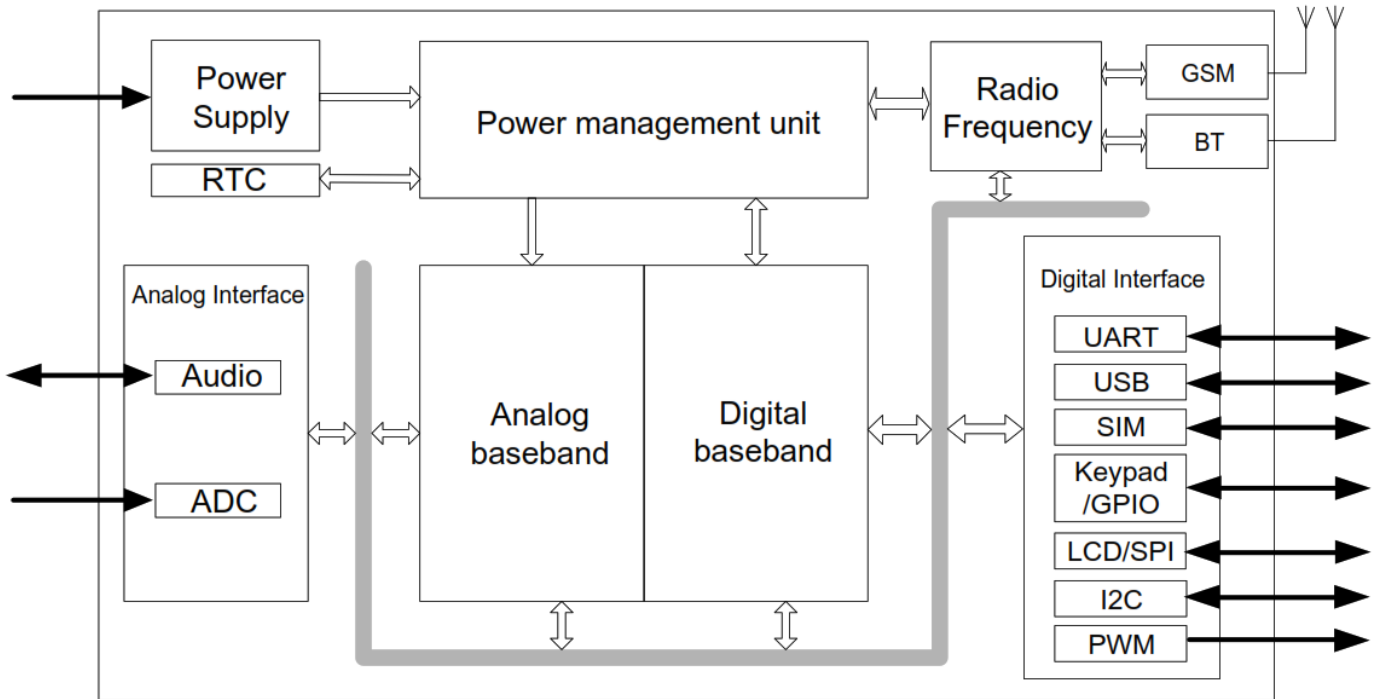 Power
Supply
RTC
Power management unit
Radio
Frequency
GSM
BT
Analog Interface
Audio
ADC
Analog
baseband
Digital
baseband
Digital Interface
UART
USB
SIM
Keypad
/GPIO
LCD/SPI
I2C
PWM